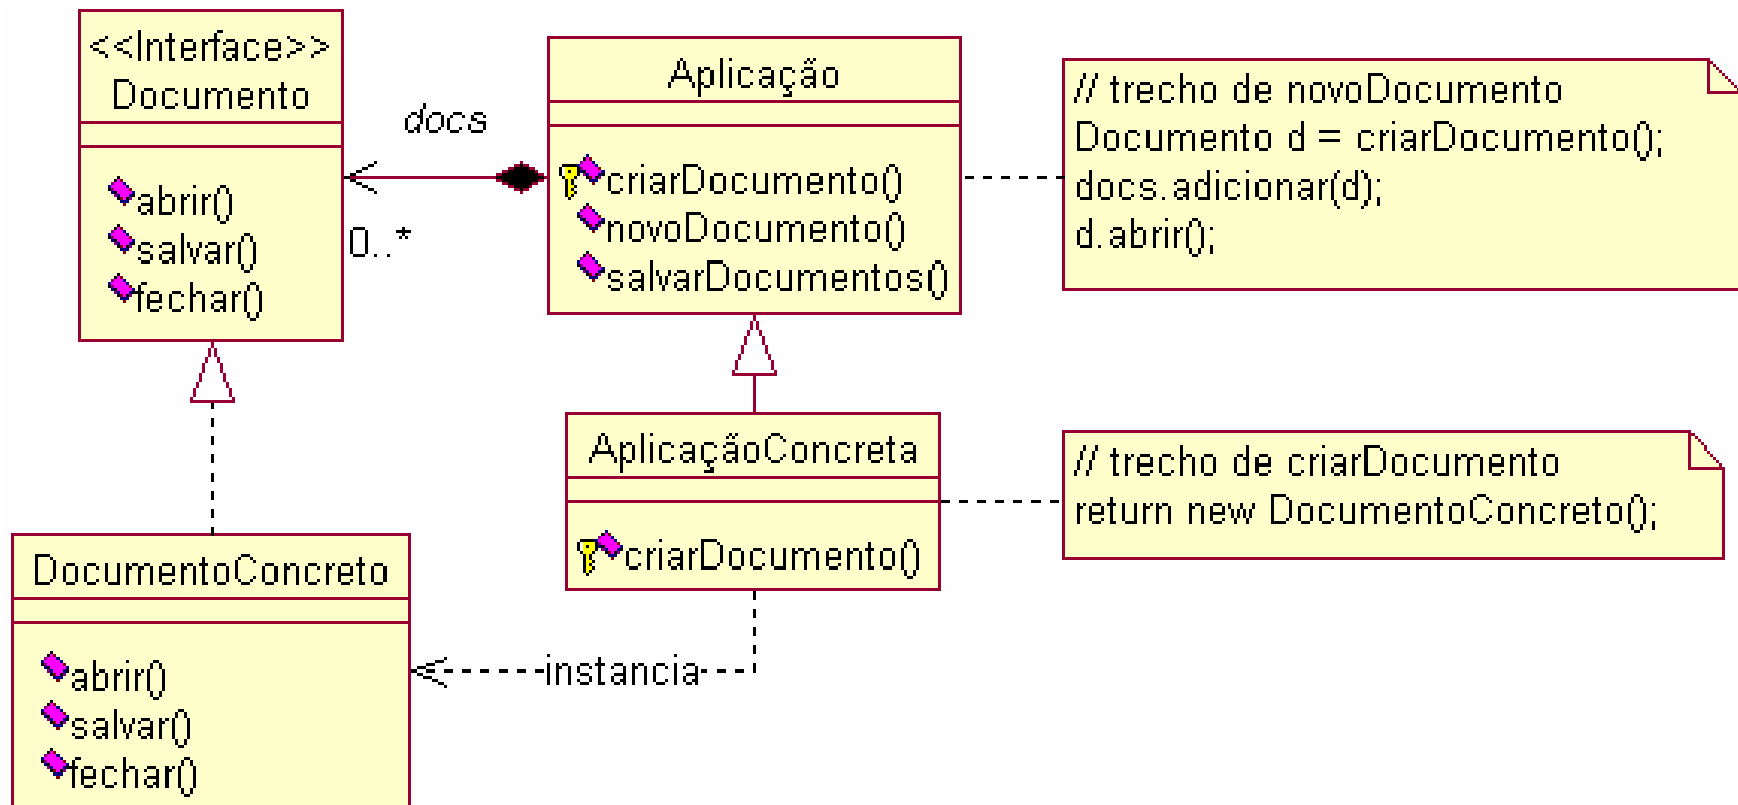 <<Interface>>
Documento
abrir()
salvar()
fechar()
docs
0..*
Aplicação
criarDocumento()
novoDocumento()
salvarDocumentos()
// trecho de novoDocumento
Documento d = criarDocumento();
docs.adicionar(d);
d.abrir();
AplicaçãoConcreta
criarDocumento()
// trecho de criarDocumento
return new DocumentoConcreto();
DocumentoConcreto
abrir()
salvar()
fechar()
instancia